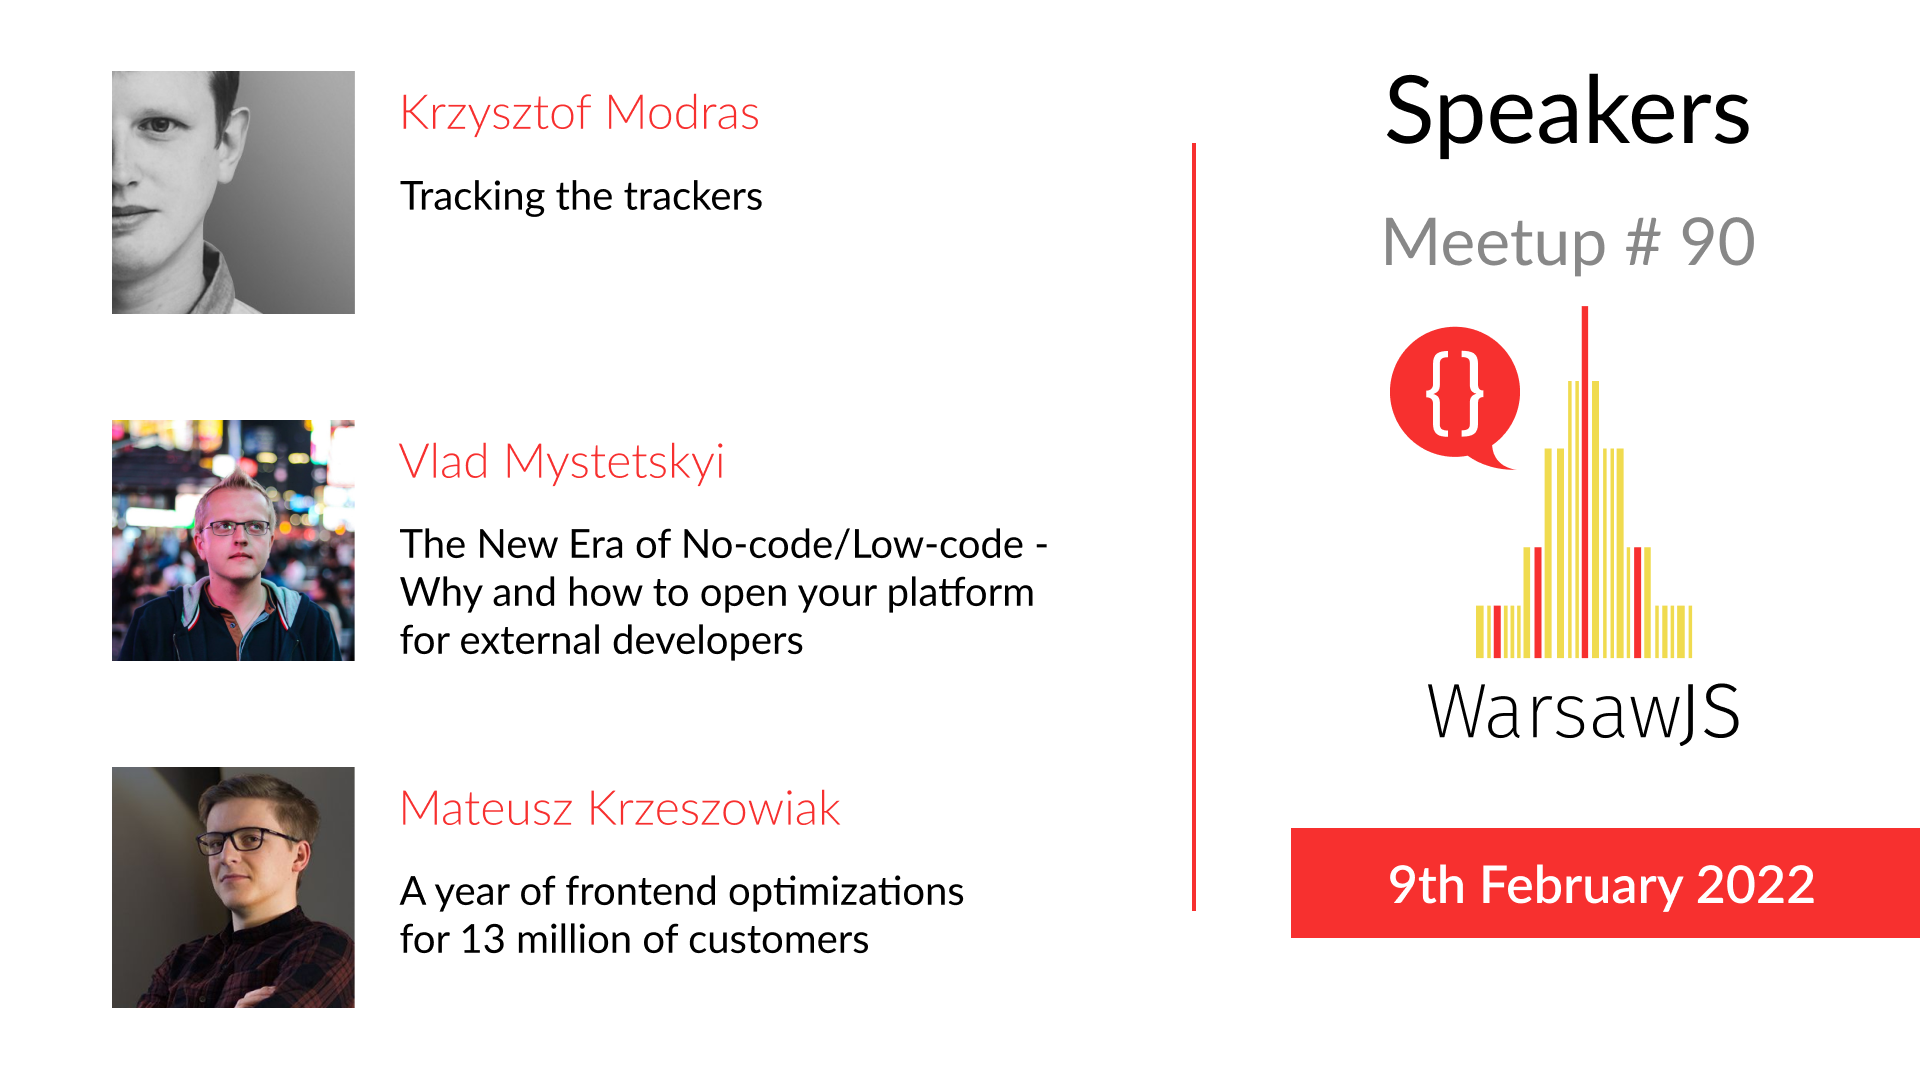 Krzysztof Modras
Tracking the trackers
Vlad Mystetskyi
The New Era of No-code/Low-code -
Why and how to open your platform
for external developers
Mateusz Krzeszowiak
A year of frontend optimizations
for 13 million of customers
Speakers
Meetup # 90
{}
WarsawJS
9th February 2022